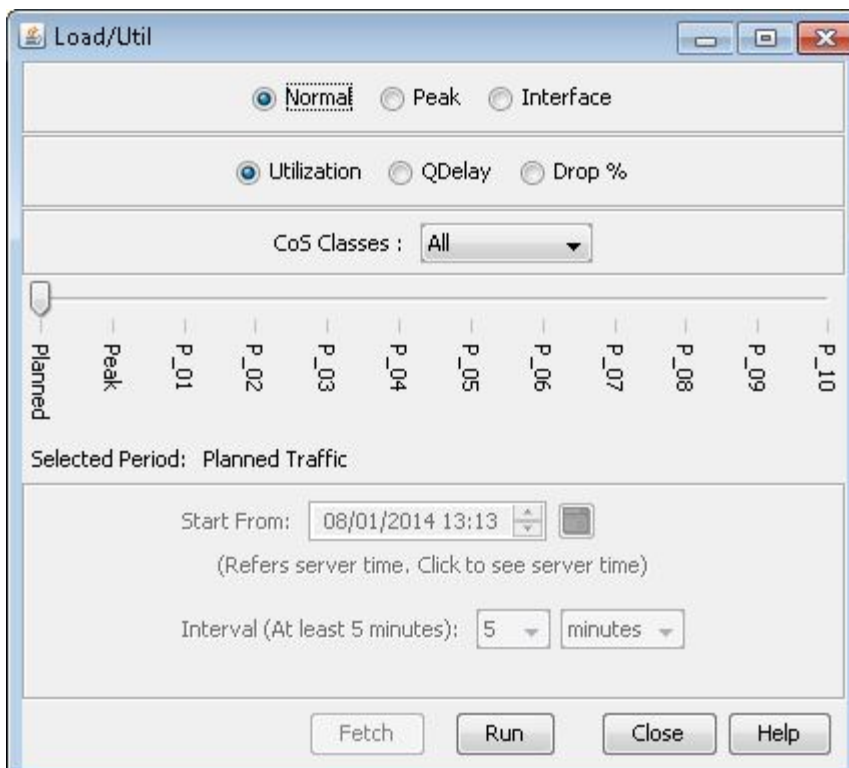 Load/Util
Normal Peak Interface
Utilization QDelay Drop %
CoS Classes : All
Planned Peak P_01 P_02 P_03 P_04 P_05 P_06 P_07 P_08 P_09 P_10
Selected Period: Planned Traffic
Start From: 08/01/2014 13:13
(Refers server time. Click to see server time)
Interval (At least 5 minutes): 5 minutes
Fetch Run Close Help